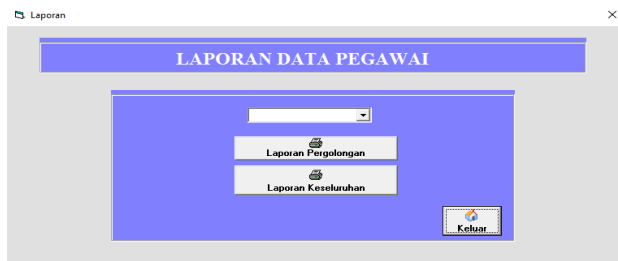 Laporan
LAPORAN DATA PEGAWAI
Laporan Pergolongan
Laporan Keseluruhan
Keluar